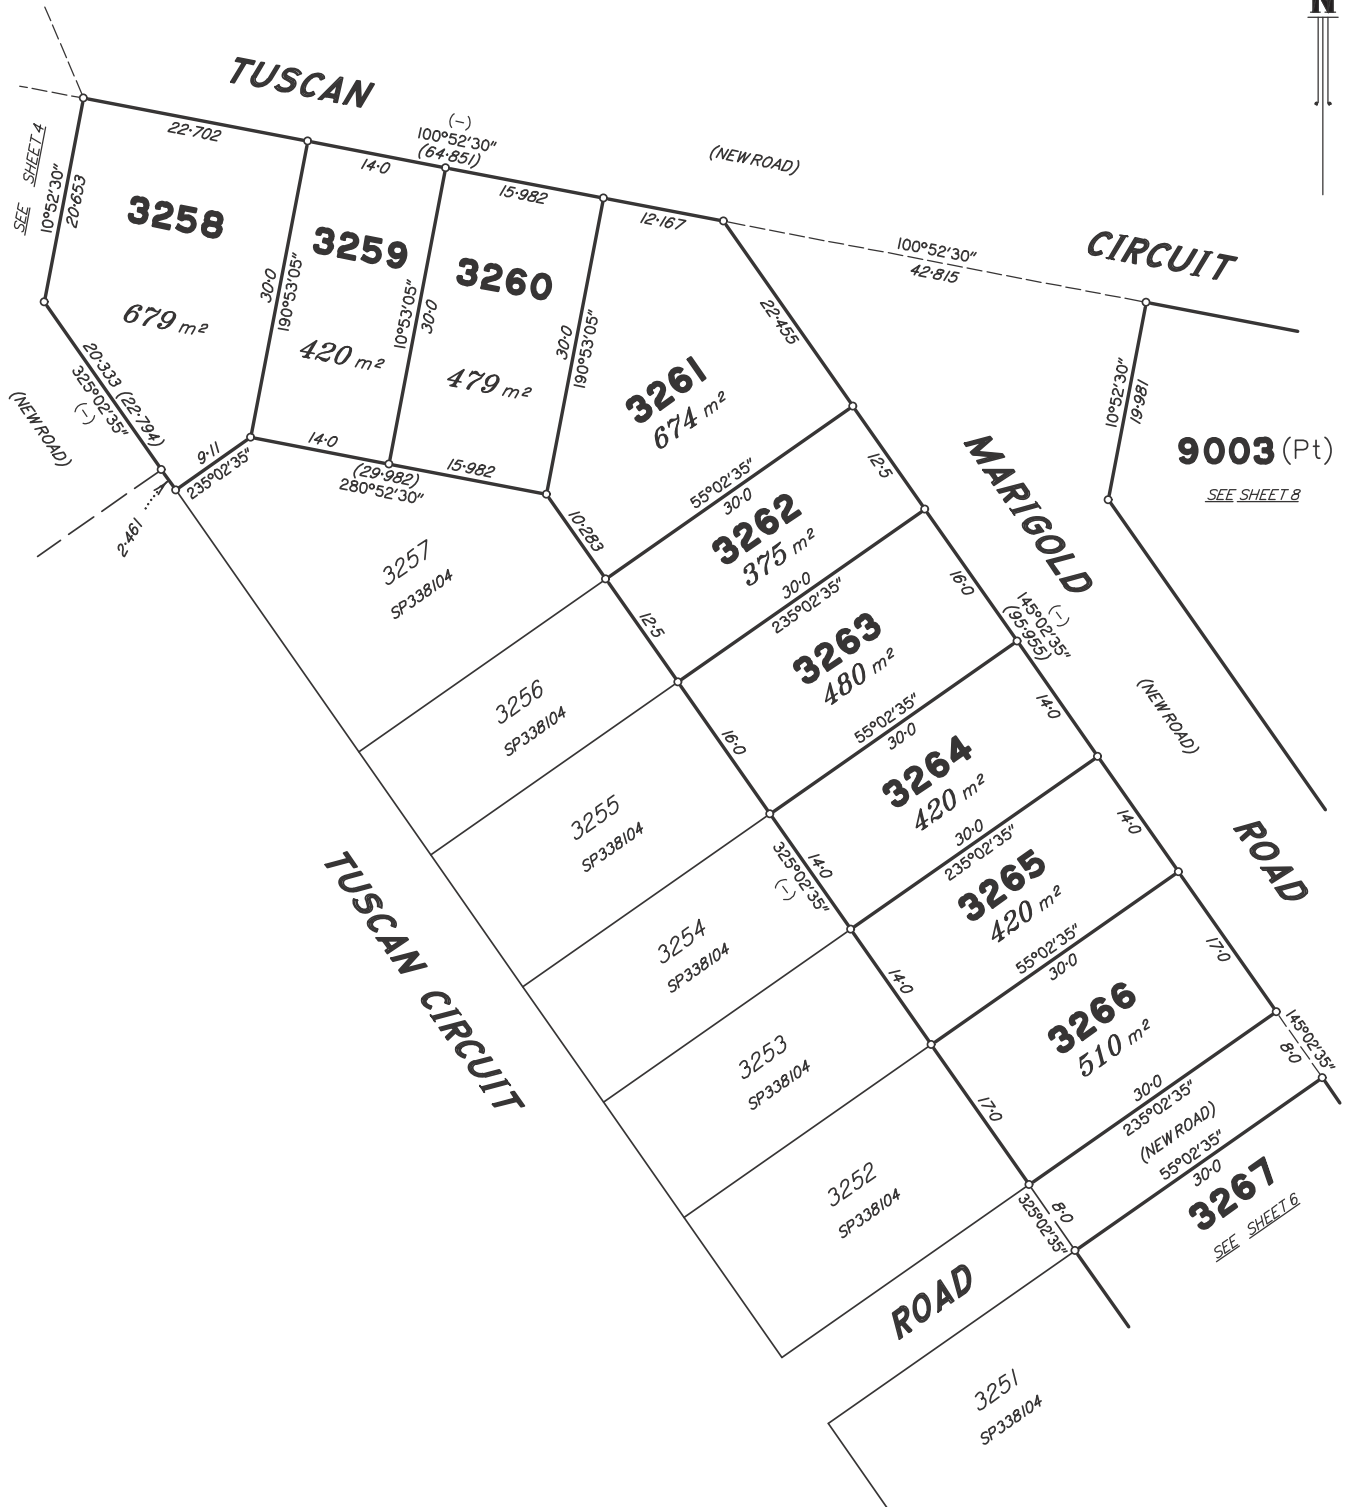 N
TUSCAN
(-)
100°52'30"
(64·851)
22·702
14·0
15·982
12·167
(NEW ROAD)
SEE SHEET 4
10°52'30"
20·653
3258
679 m²
30·0
190°53'05"
3259
420 m²
10°53'05"
30·0
3260
479 m²
30·0
190°53'05"
3261
674 m²
22·455
100°52'30"
42·815
CIRCUIT
10°52'30"
19·981
9003 (Pt)
SEE SHEET 8
20·333 (22·794)
325°02'35"
(-)
(NEW ROAD)
9·11
235°02'35"
2·461
14·0
(29·982)
280°52'30"
15·982
10·283
55°02'35"
30·0
12·5
MARIGOLD
3262
375 m²
3257
SP338104
12·5
30·0
235°02'35"
16·0
145°02'35"
(-)
(95·955)
3263
480 m²
3256
SP338104
16·0
55°02'35"
30·0
14·0
(NEW ROAD)
3264
420 m²
3255
SP338104
14·0
325°02'35"
(-)
30·0
235°02'35"
14·0
ROAD
3265
420 m²
TUSCAN CIRCUIT
3254
SP338104
14·0
55°02'35"
30·0
17·0
3266
510 m²
3253
SP338104
17·0
145°02'35"
8·0
30·0
235°02'35"
(NEW ROAD)
55°02'35"
30·0
3267
SEE SHEET 6
3252
SP338104
8·0
325°02'35"
ROAD
3251
SP338104